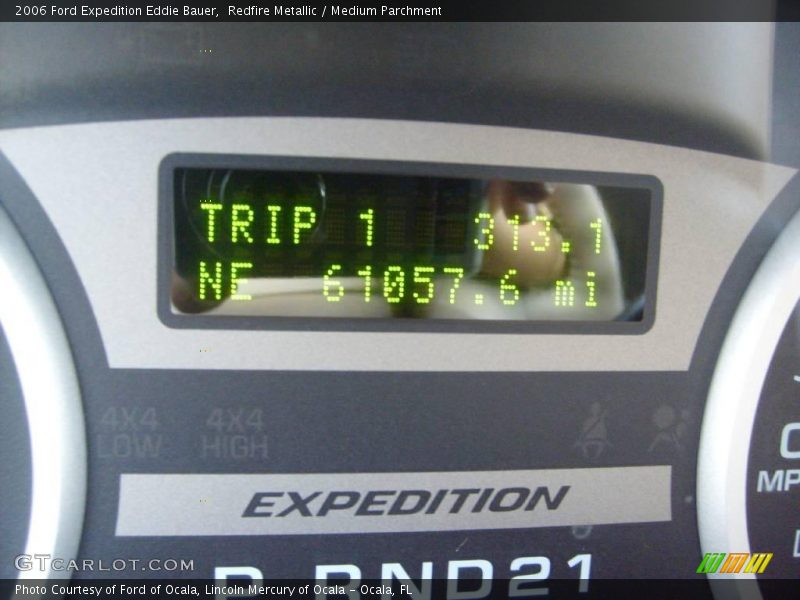 2006 Ford Expedition Eddie Bauer,  Redfire Metallic / Medium Parchment
TRIP 1 313.1
NE 61057.6 mi
4X4 LOW
4X4 HIGH
MP
EXPEDITION
P RND21
GTCARLOT.COM
Photo Courtesy of Ford of Ocala, Lincoln Mercury of Ocala - Ocala, FL